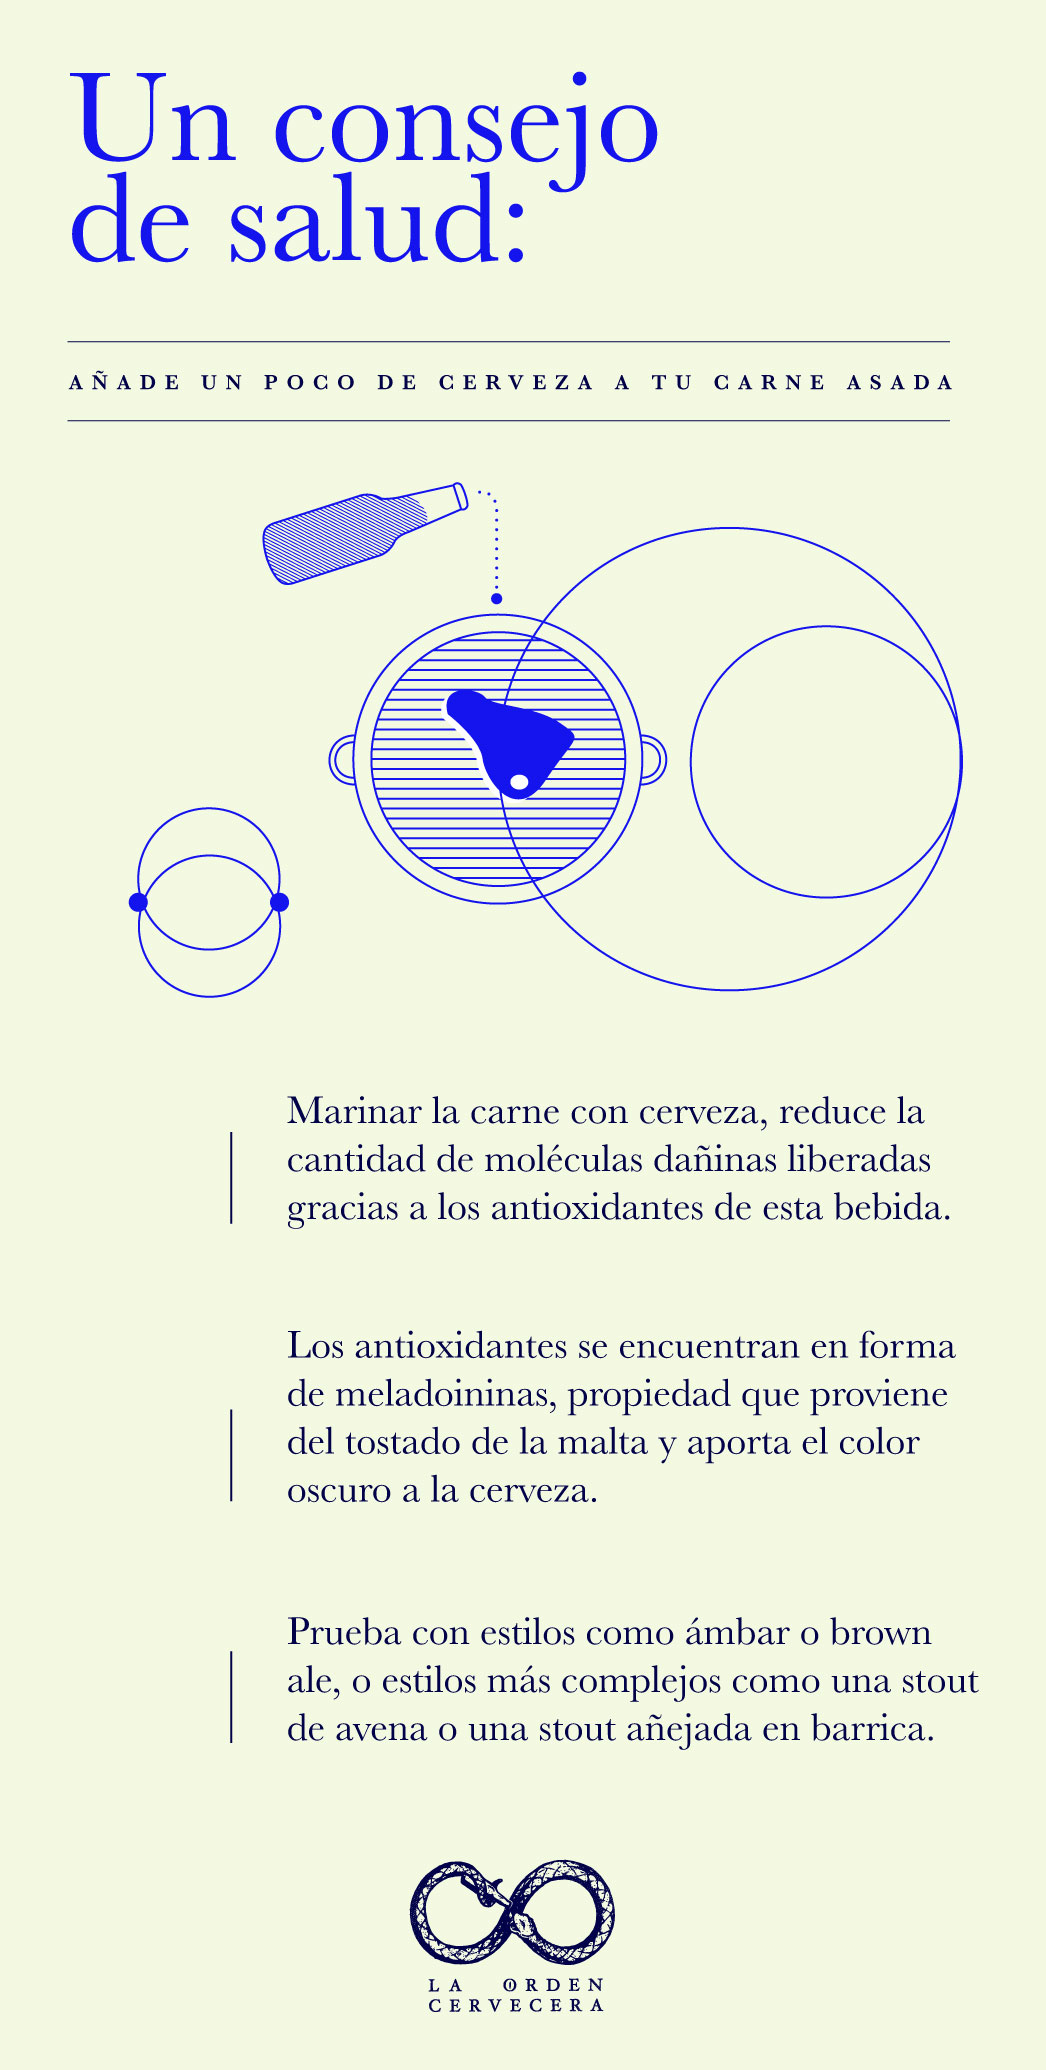 Un consejo
de salud:
AÑADE UN POCO DE CERVEZA A TU CARNE ASADA
Marinar la carne con cerveza, reduce la
cantidad de moléculas dañinas liberadas
gracias a los antioxidantes de esta bebida.
Los antioxidantes se encuentran en forma
de meladoininas, propiedad que proviene
del tostado de la malta y aporta el color
oscuro a la cerveza.
Prueba con estilos como ámbar o brown
ale, o estilos más complejos como una stout
de avena o una stout añejada en barrica.
LA ORDEN
CERVECERA